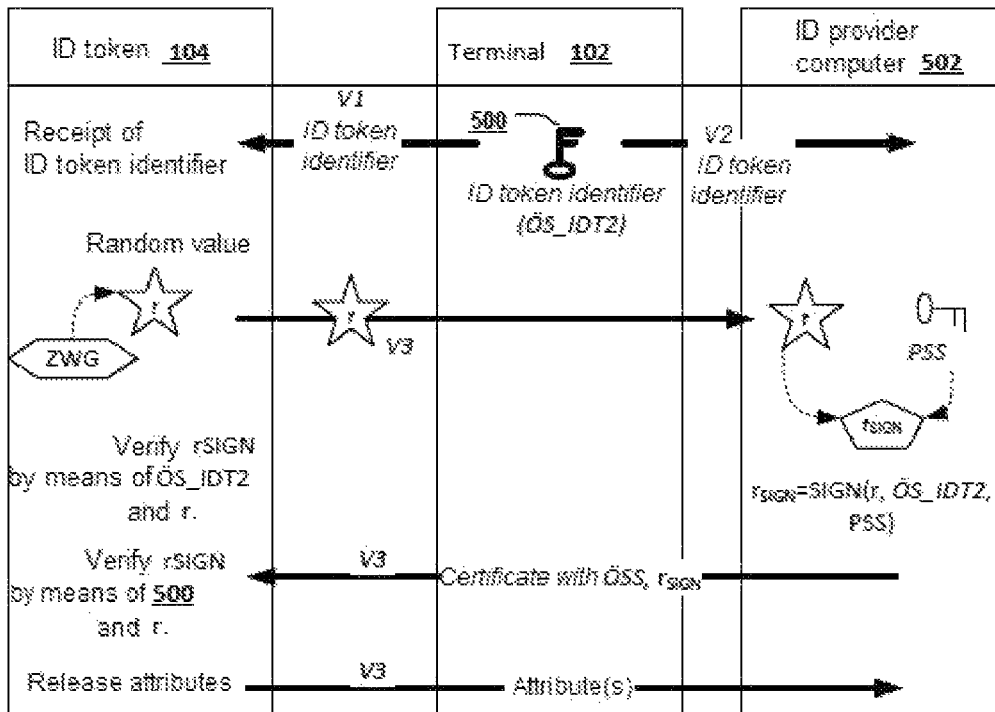 ID token 104
Terminal 102
ID provider
computer 502
Receipt of
ID token identifier
V1
ID token
identifier
500
ID token identifier
(ÖS_IDT2)
V2
ID token
identifier
Random value
r
ZWG
r
V3
r
PSS
rSIGN
rSIGN=SIGN(r, ÖS_IDT2,
PSS)
Verify rSIGN
by means of ÖS_IDT2
and r.
Verify rSIGN
by means of 500
and r.
V3
Certificate with ÖSS, rSIGN
Release attributes
V3
Attribute(s)